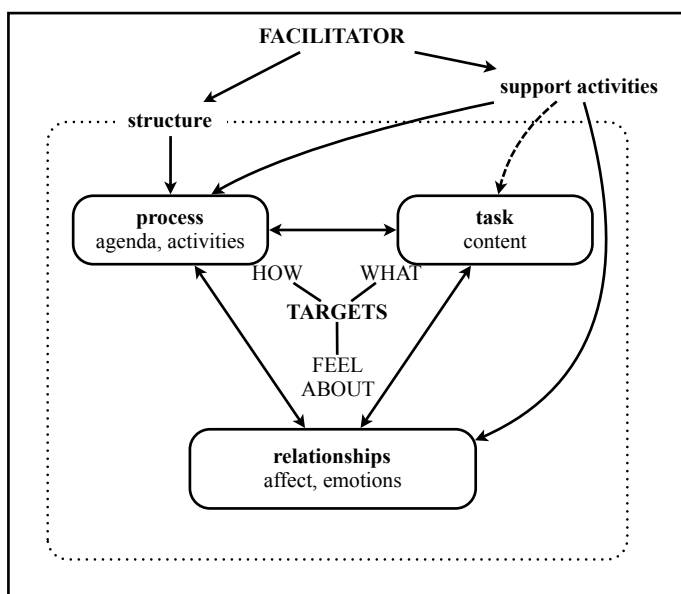 FACILITATOR
support activities
structure
process
agenda, activities
task
content
HOW
WHAT
TARGETS
FEEL
ABOUT
relationships
affect, emotions